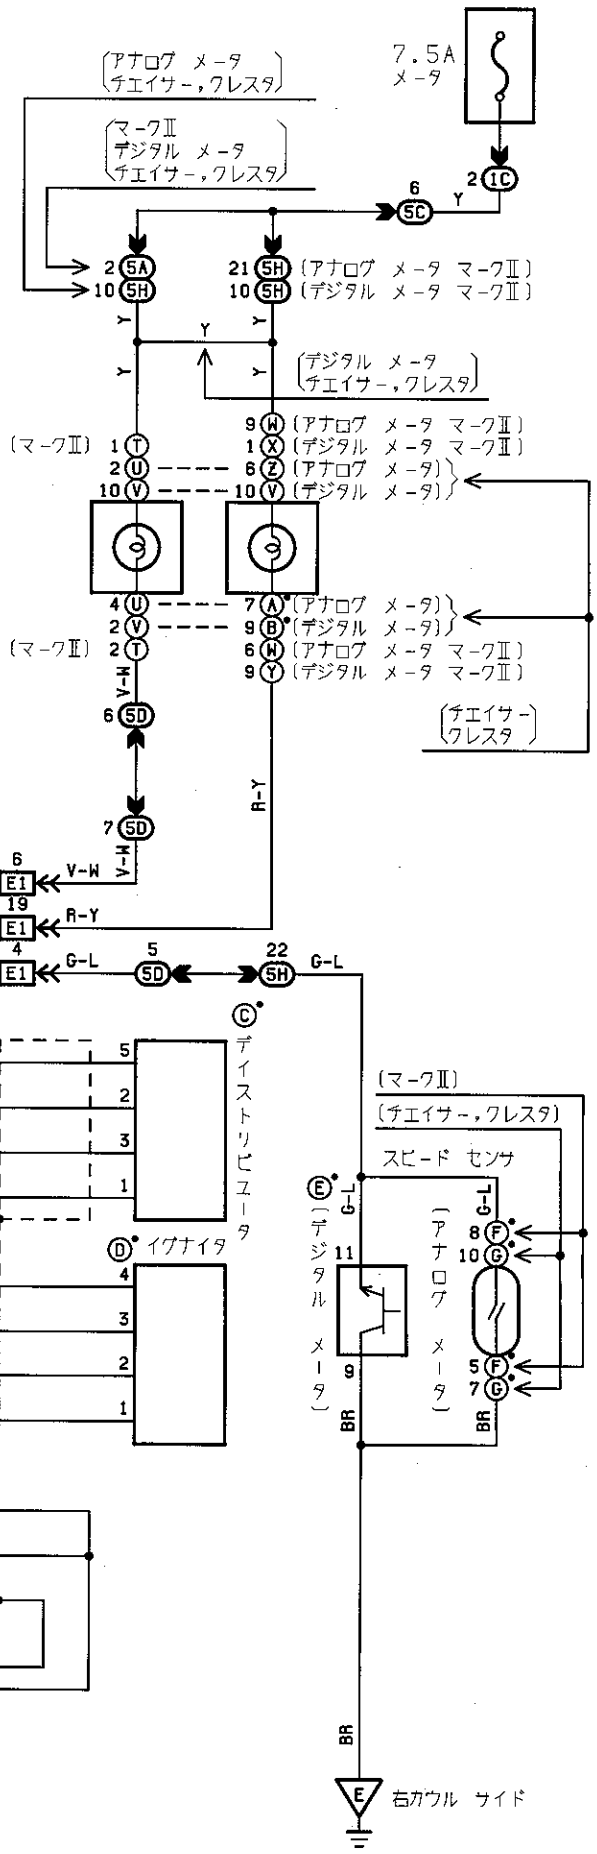 7.5A
メータ
(アナログ メータ
チエイサー,クレスタ)
(マークⅡ
デジタル メータ
チエイサー,クレスタ)
2 1C
6 5C Y
2 5A
10 5H
21 5H (アナログ メータ マークⅡ)
10 5H (デジタル メータ マークⅡ)
Y Y Y
Y Y
(デジタル メータ
チエイサー,クレスタ)
9 W (アナログ メータ マークⅡ)
(マークⅡ) 1 T 1 X (デジタル メータ マークⅡ)
2 U 6 Z (アナログ メータ)
10 V 10 V (デジタル メータ)
4 U 7 A (アナログ メータ)
2 V 9 B (デジタル メータ)
(マークⅡ) 2 T 6 W (アナログ メータ マークⅡ)
9 Y (デジタル メータ マークⅡ)
V-W
6 5D
(チエイサー
クレスタ)
R-Y
7 5D
V-W
6
E1 V-W
19
E1 R-Y
4 5 22
E1 G-L 5D 5H G-L
C
ディストリビュータ
5
2
3
1
(マークⅡ)
(チエイサー,クレスタ)
スピード センサ
E
(デジタル メータ)
G-L G-L
(アナログ メータ)
8 F
10 G
D イグナイタ
4
3
2
1
11
9
5 F
7 G
BR BR
BR
E 右カウル サイド